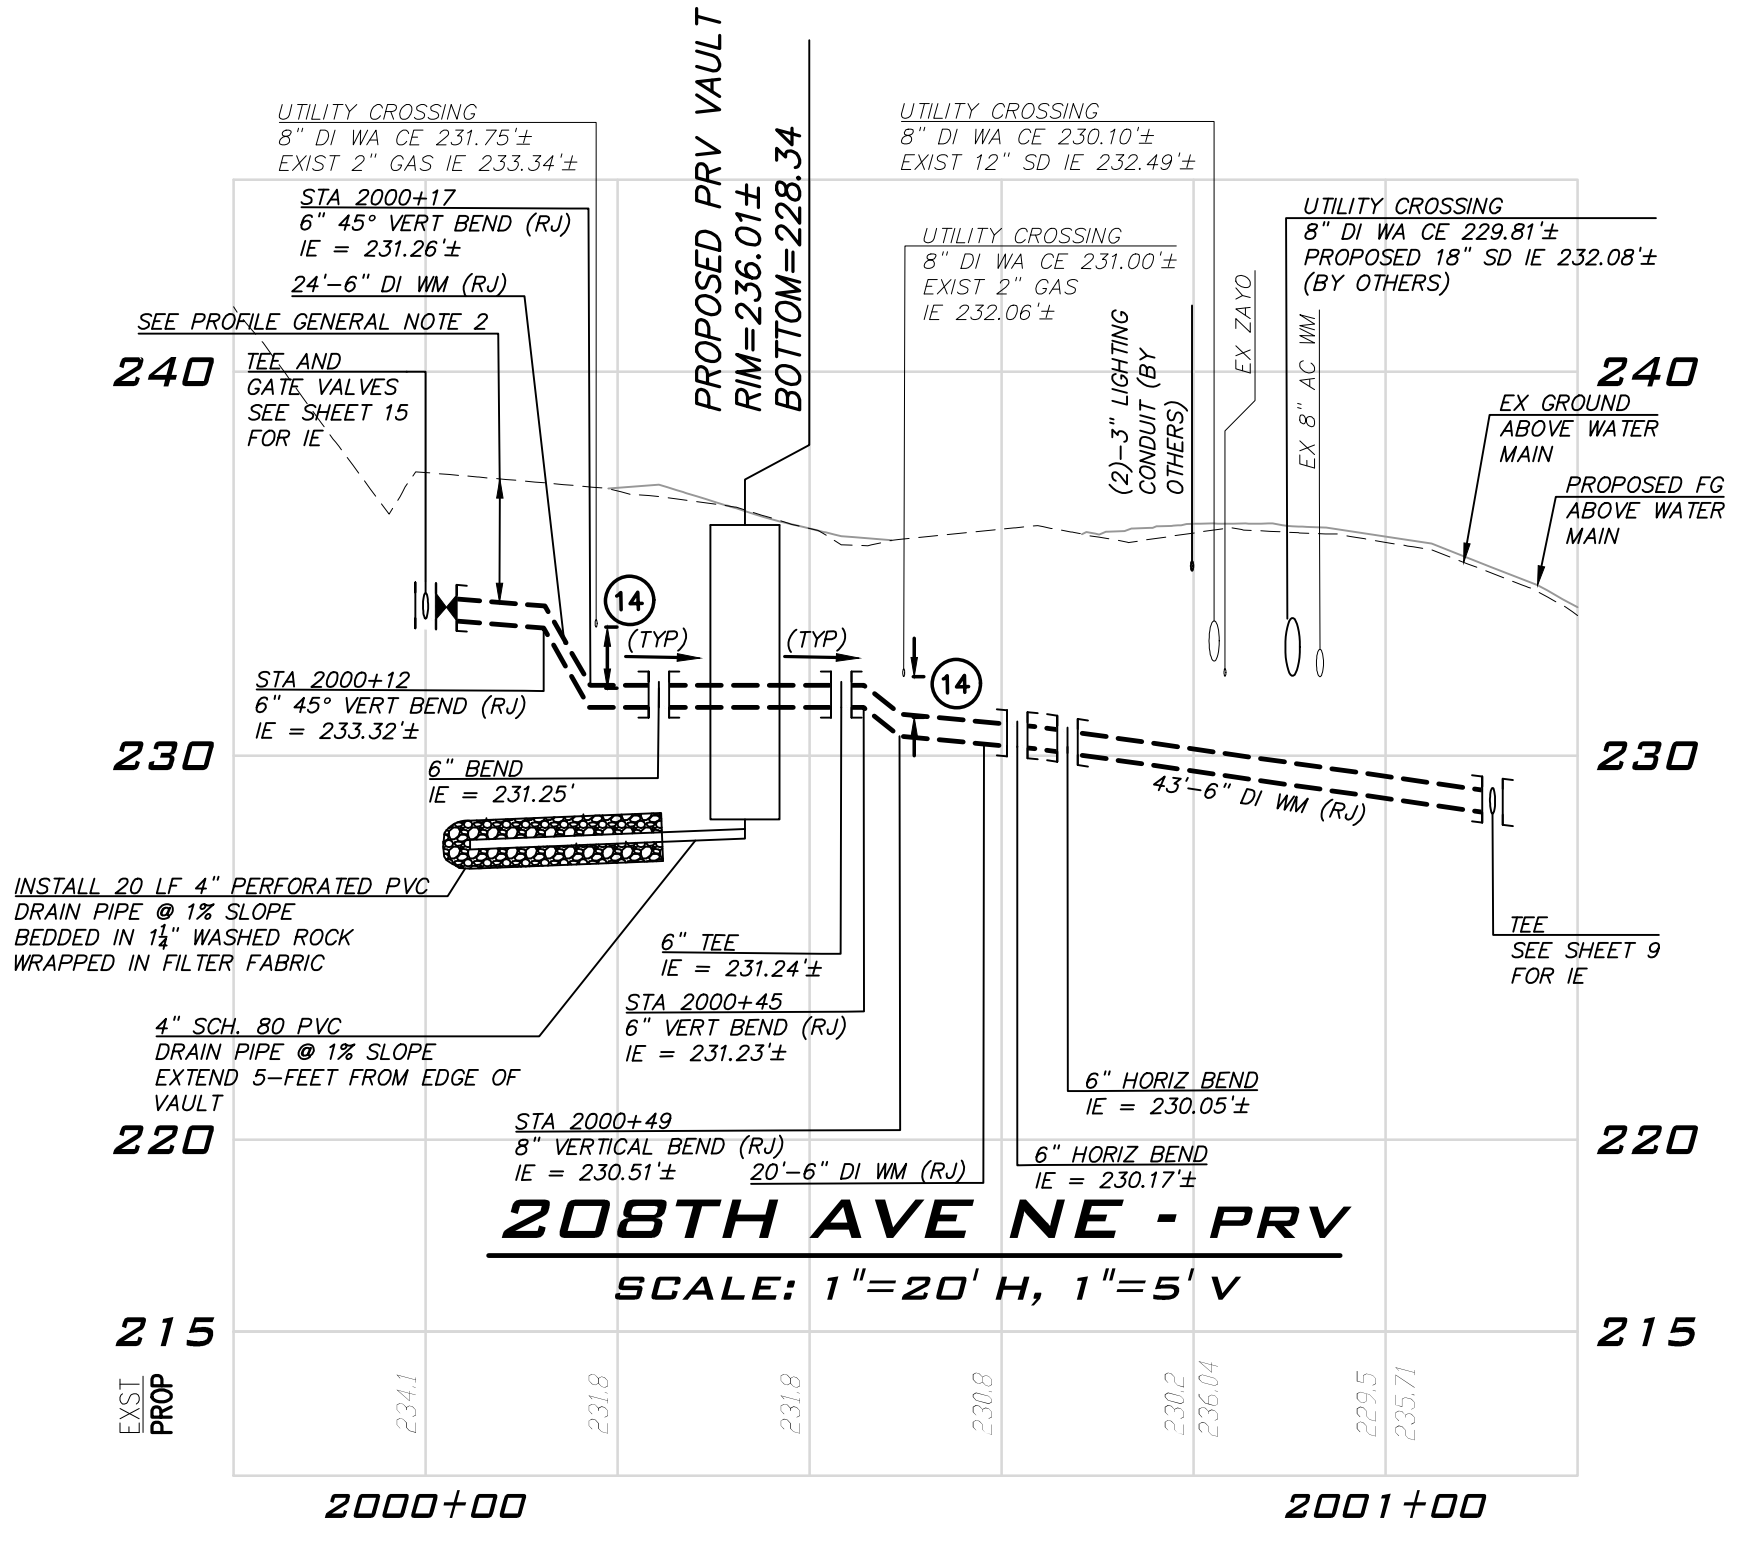 PROPOSED PRV VAULT
RIM=236.01±
BOTTOM=228.34
UTILITY CROSSING
8" DI WA CE 231.75'±
EXIST 2" GAS IE 233.34'±
STA 2000+17
6" 45° VERT BEND (RJ)
IE = 231.26'±
24'-6" DI WM (RJ)
SEE PROFILE GENERAL NOTE 2
TEE AND
GATE VALVES
SEE SHEET 15
FOR IE
UTILITY CROSSING
8" DI WA CE 230.10'±
EXIST 12" SD IE 232.49'±
UTILITY CROSSING
8" DI WA CE 231.00'±
EXIST 2" GAS
IE 232.06'±
UTILITY CROSSING
8" DI WA CE 229.81'±
PROPOSED 18" SD IE 232.08'±
(BY OTHERS)
(2)-3" LIGHTING
CONDUIT (BY
OTHERS)
EX ZAYO
EX 8" AC WM
240
240
EX GROUND
ABOVE WATER
MAIN
PROPOSED FG
ABOVE WATER
MAIN
14
(TYP)
(TYP)
14
STA 2000+12
6" 45° VERT BEND (RJ)
IE = 233.32'±
230
230
6" BEND
IE = 231.25'
43'-6" DI WM (RJ)
INSTALL 20 LF 4" PERFORATED PVC
DRAIN PIPE @ 1% SLOPE
BEDDED IN 1¼" WASHED ROCK
WRAPPED IN FILTER FABRIC
6" TEE
IE = 231.24'±
TEE
SEE SHEET 9
FOR IE
STA 2000+45
6" VERT BEND (RJ)
IE = 231.23'±
4" SCH. 80 PVC
DRAIN PIPE @ 1% SLOPE
EXTEND 5-FEET FROM EDGE OF
VAULT
6" HORIZ BEND
IE = 230.05'±
STA 2000+49
8" VERTICAL BEND (RJ)
IE = 230.51'±
20'-6" DI WM (RJ)
6" HORIZ BEND
IE = 230.17'±
220
220
208TH AVE NE - PRV
SCALE: 1"=20' H, 1"=5' V
215
215
EXST
PROP
234.1
231.8
231.8
230.8
230.2
236.04
229.5
235.71
2000+00
2001+00